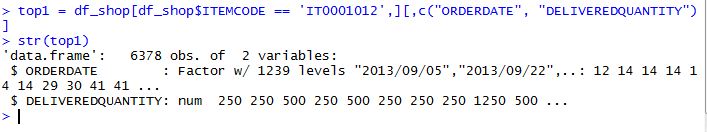 > top1 = df_shop[df_shop$ITEMCODE == 'IT0001012',][,c("ORDERDATE", "DELIVEREDQUANTITY")
]
> str(top1)
'data.frame':   6378 obs. of  2 variables:
 $ ORDERDATE        : Factor w/ 1239 levels "2013/09/05","2013/09/22",..: 12 14 14 14 1
4 14 29 30 41 41 ...
 $ DELIVEREDQUANTITY: num  250 250 500 250 500 250 250 250 1250 500 ...
>